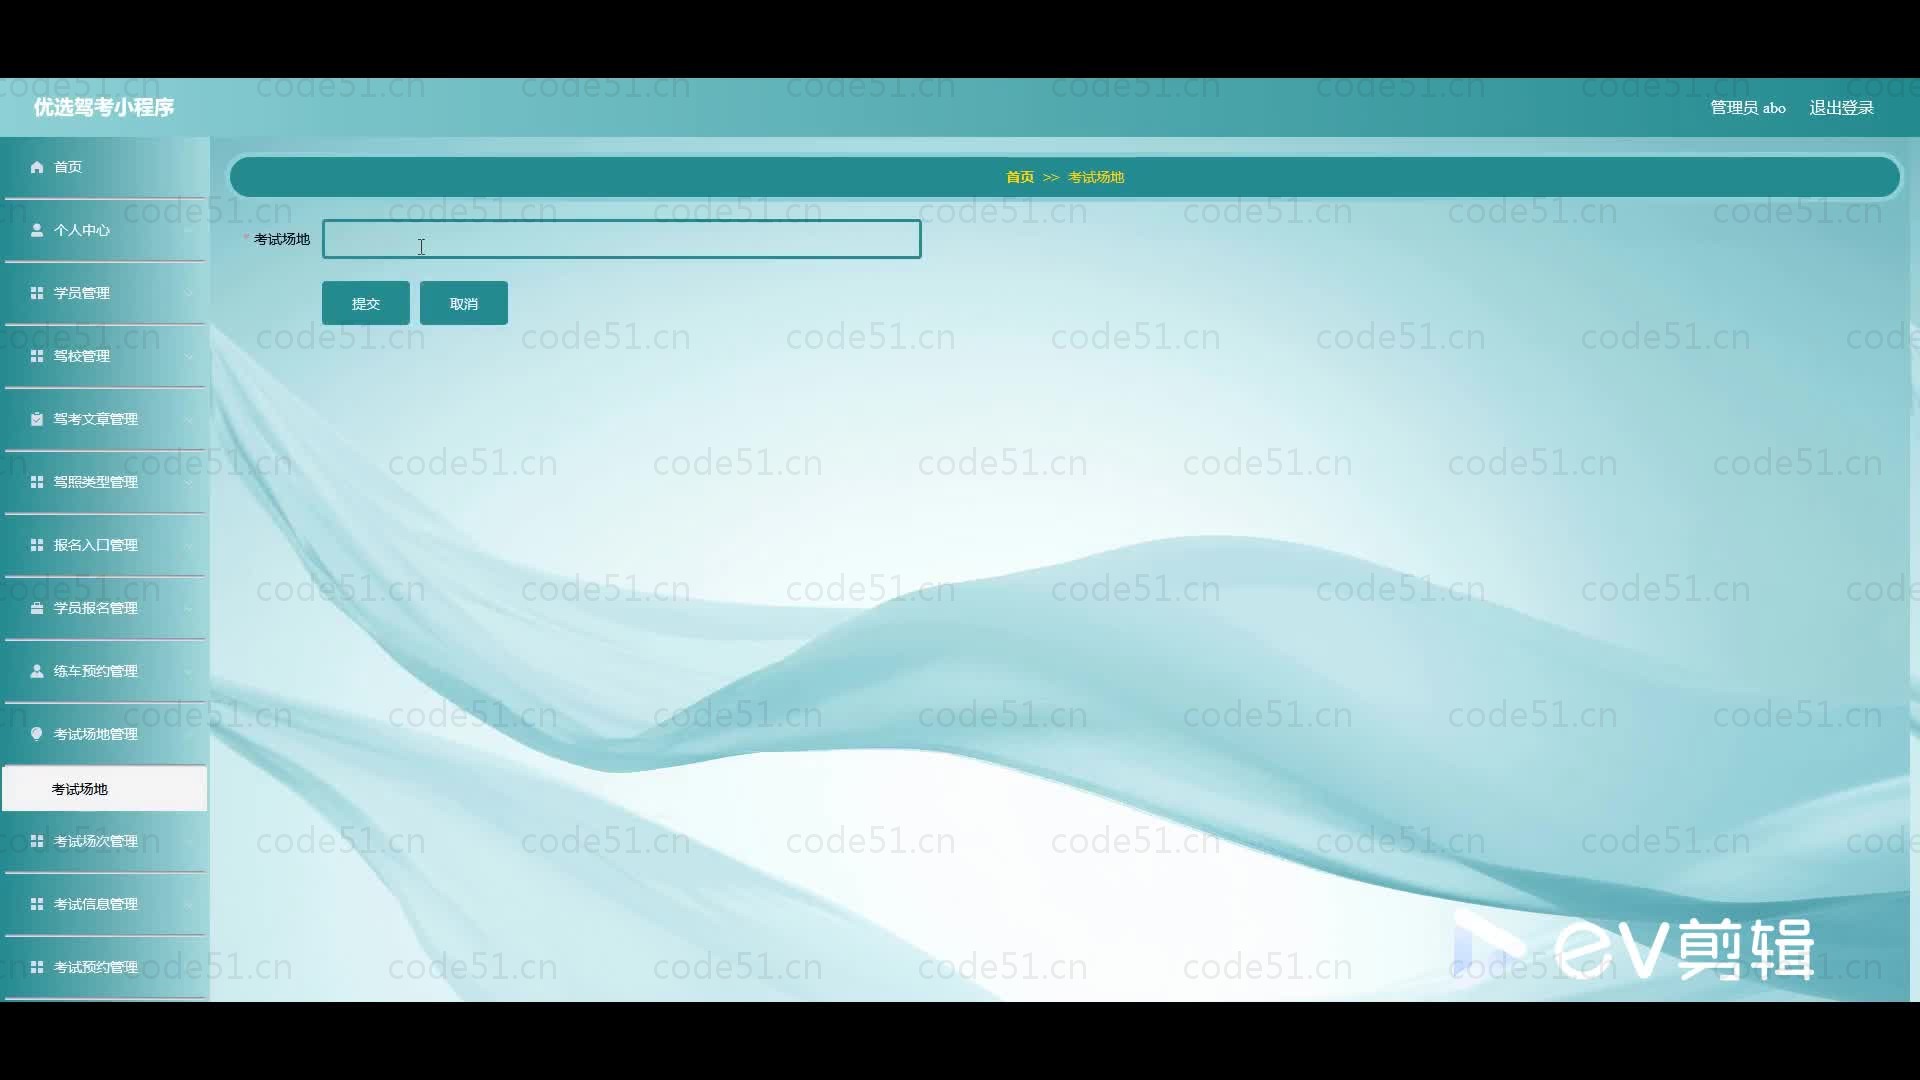 优选驾考小程序
管理员 abo 退出登录
首页
个人中心
学员管理
驾校管理
驾考文章管理
驾照类型管理
报名入口管理
学员报名管理
练车预约管理
考试场地管理
考试场地
考试场次管理
考试信息管理
考试预约管理
首页 >> 考试场地
* 考试场地
提交 取消
code51.cn
ev剪辑